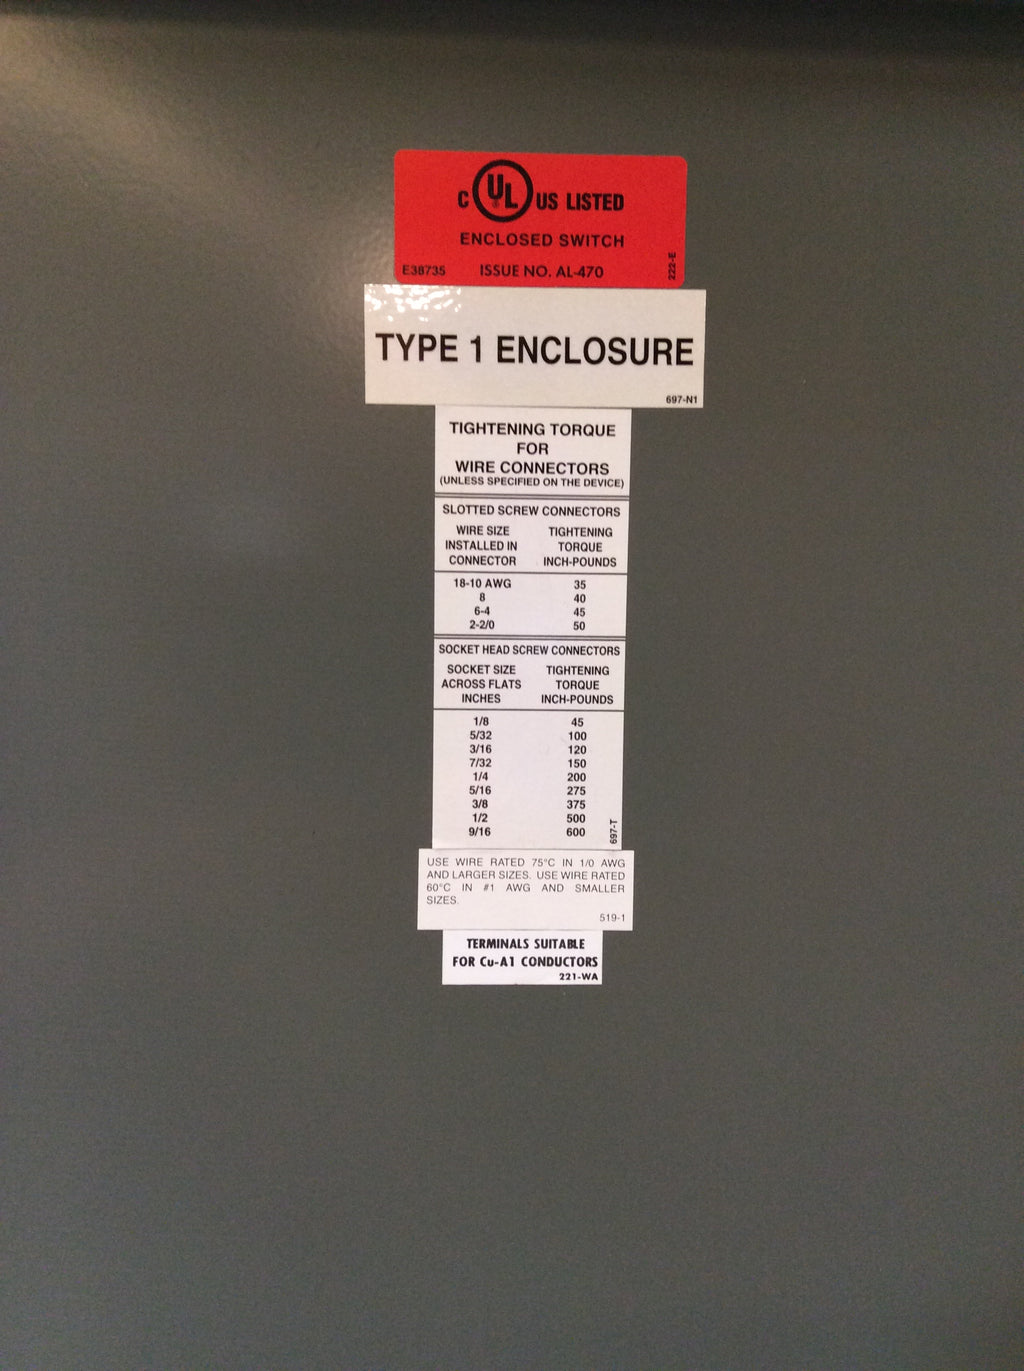 C UL US LISTED
ENCLOSED SWITCH
E38735 ISSUE NO. AL-470
222-E
TYPE 1 ENCLOSURE
697-N1
TIGHTENING TORQUE
FOR
WIRE CONNECTORS
(UNLESS SPECIFIED ON THE DEVICE)
SLOTTED SCREW CONNECTORS
WIRE SIZE TIGHTENING
INSTALLED IN TORQUE
CONNECTOR INCH-POUNDS
18-10 AWG 35
8 40
6-4 45
2-2/0 50
SOCKET HEAD SCREW CONNECTORS
SOCKET SIZE TIGHTENING
ACROSS FLATS TORQUE
INCHES INCH-POUNDS
1/8 45
5/32 100
3/16 120
7/32 150
1/4 200
5/16 275
3/8 375
1/2 500
9/16 600
697-T
USE WIRE RATED 75°C IN 1/0 AWG
AND LARGER SIZES. USE WIRE RATED
60°C IN #1 AWG AND SMALLER
SIZES.
519-1
TERMINALS SUITABLE
FOR Cu-A1 CONDUCTORS
221-WA